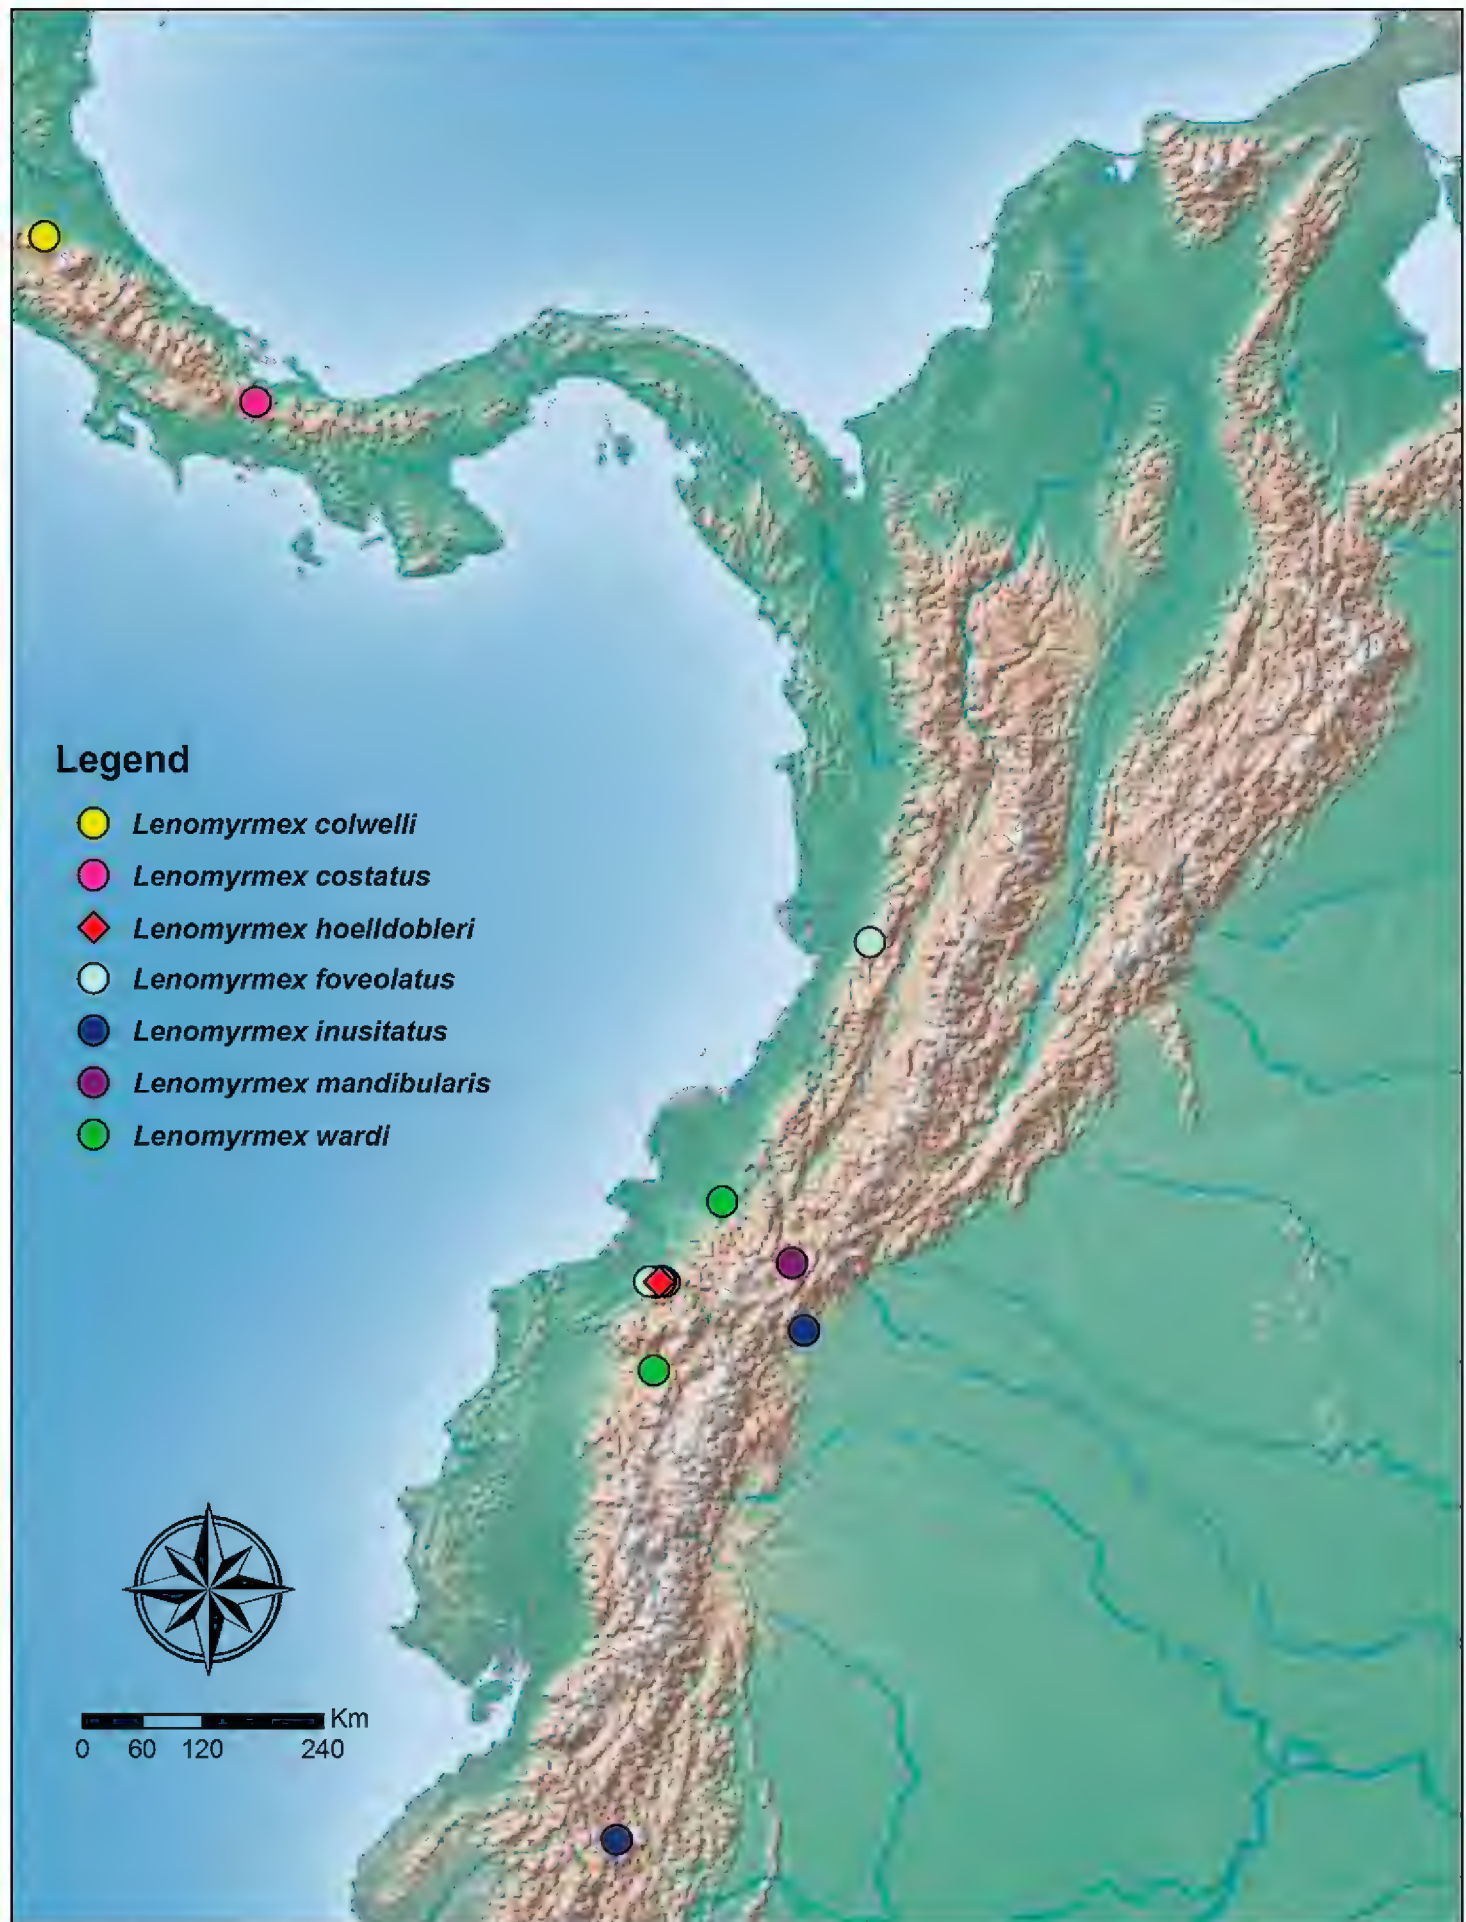 Legend
Lenomyrmex colwelli
Lenomyrmex costatus
Lenomyrmex hoelldobleri
Lenomyrmex foveolatus
Lenomyrmex inusitatus
Lenomyrmex mandibularis
Lenomyrmex wardi
Km
0 60 120 240